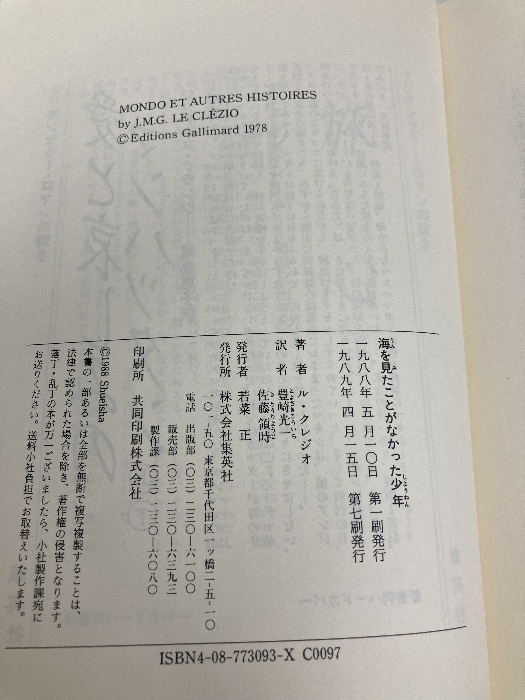 MONDO ET AUTRES HISTOIRES
by J.M.G. LE CLÉZIO
©Editions Gallimard 1978
海を見たことがなかった少年
一九八八年 五月一〇日 第一刷発行
一九八九年 四月一五日 第七刷発行
著者 ル・クレジオ
訳者 豊崎光一
佐藤領時
発行者 若菜 正
発行所 株式会社集英社
一〇一-五〇 東京都千代田区一ッ橋二-五-一〇
電話 出版部(〇三)二三〇-六一〇〇
販売部(〇三)二三〇-六三九三
製作課(〇三)二三〇-六〇八〇
印刷所 共同印刷株式会社
©1988 Shueisha
本書の一部あるいは全部を無断で複写複製することは、
法律で認められた場合を除き、著作権の侵害となります。
落丁・乱丁の本が万一ございましたら、小社製作課宛に
お送りください。送料小社負担でお取替えいたします。
ISBN4-08-773093-X C0097